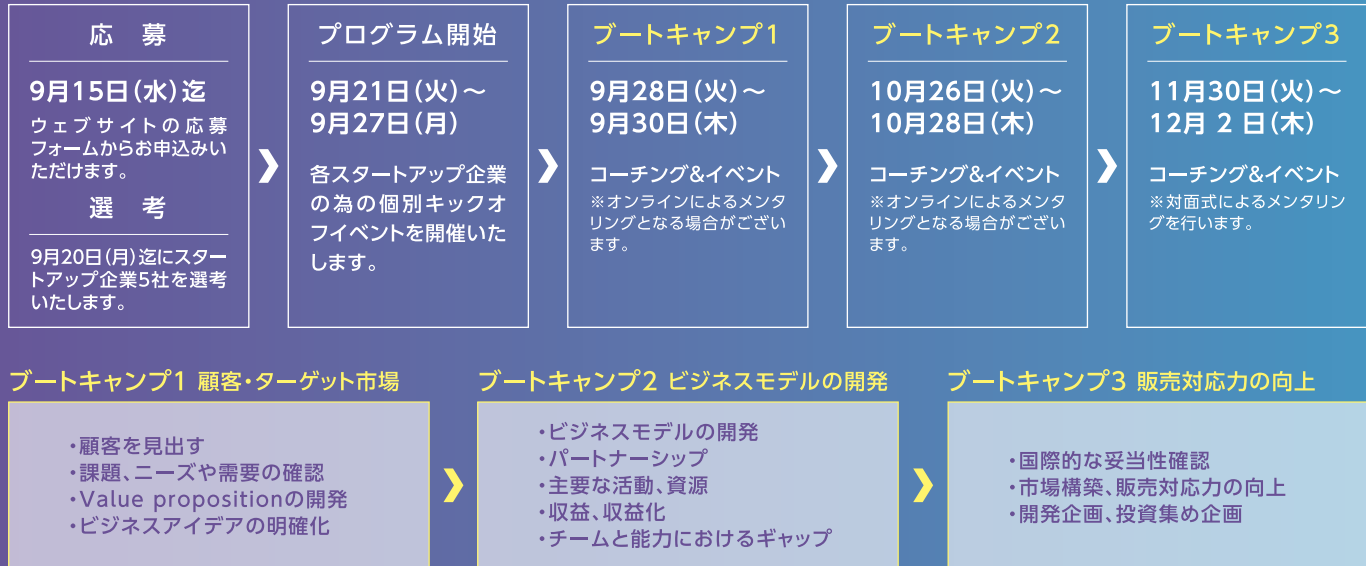 応 募
9月15日(水)迄
ウェブサイトの応募
フォームからお申込みい
ただけます。
選 考
9月20日(月)迄にスター
トアップ企業5社を選考
いたします。
プログラム開始
9月21日(火)~
9月27日(月)
各スタートアップ企業
の為の個別キックオ
フイベントを開催いた
します。
ブートキャンプ1
9月28日(火)~
9月30日(木)
コーチング&イベント
※オンラインによるメンタ
リングとなる場合がござい
ます。
ブートキャンプ2
10月26日(火)~
10月28日(木)
コーチング&イベント
※オンラインによるメンタ
リングとなる場合がござい
ます。
ブートキャンプ3
11月30日(火)~
12月 2 日(木)
コーチング&イベント
※対面式によるメンタリン
グを行います。
ブートキャンプ1 顧客・ターゲット市場
・顧客を見出す
・課題、ニーズや需要の確認
・Value propositionの開発
・ビジネスアイデアの明確化
ブートキャンプ2 ビジネスモデルの開発
・ビジネスモデルの開発
・パートナーシップ
・主要な活動、資源
・収益、収益化
・チームと能力におけるギャップ
ブートキャンプ3 販売対応力の向上
・国際的な妥当性確認
・市場構築、販売対応力の向上
・開発企画、投資集め企画